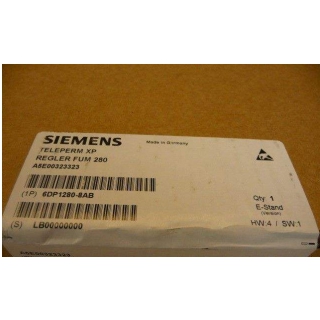 SIEMENS
Made in Germany
TELEPERM XP
REGLER FUM 280
A5E00323323
(1P) 6DP1280-8AB
Qty: 1
E-Stand
(Version)
(S) LB00000000
HW:4 / SW:1